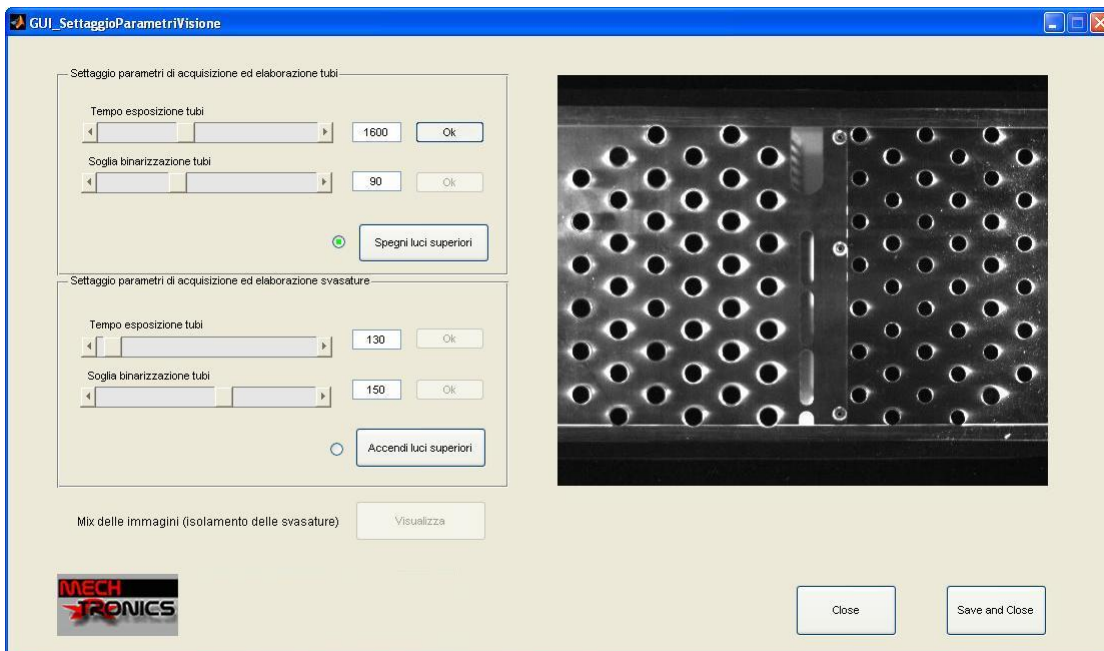 GUI_SettaggioParametriVisione
Settaggio parametri di acquisizione ed elaborazione tubi
Tempo esposizione tubi
1600 Ok
Soglia binarizzazione tubi
90 Ok
Spegni luci superiori
Settaggio parametri di acquisizione ed elaborazione svasature
Tempo esposizione tubi
130 Ok
Soglia binarizzazione tubi
150 Ok
Accendi luci superiori
Mix delle immagini (isolamento delle svasature) Visualizza
MECH
TRONICS
Close Save and Close